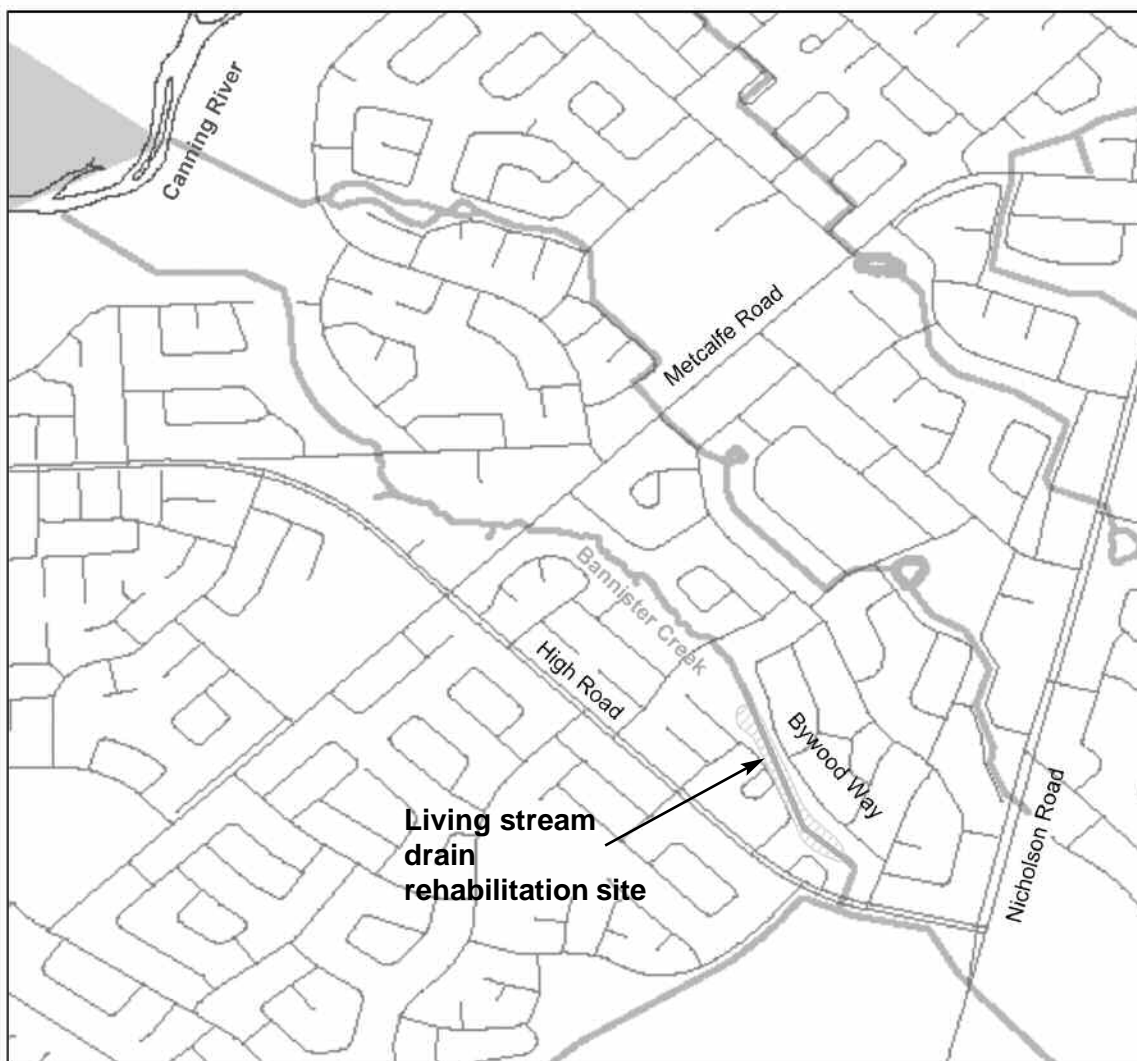 Canning River
Metcalfe Road
Bannister Creek
High Road
Bywood Way
Living stream
drain
rehabilitation site
Nicholson Road